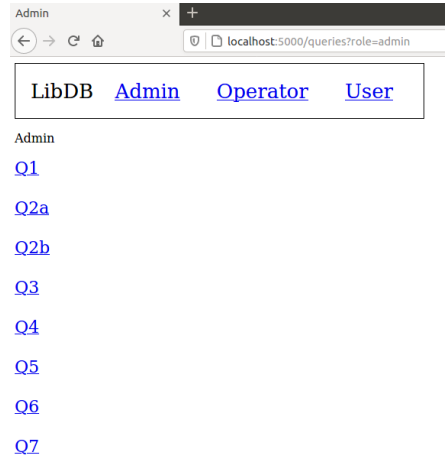 Admin
localhost:5000/queries?role=admin
LibDB Admin Operator User
Admin
Q1
Q2a
Q2b
Q3
Q4
Q5
Q6
Q7